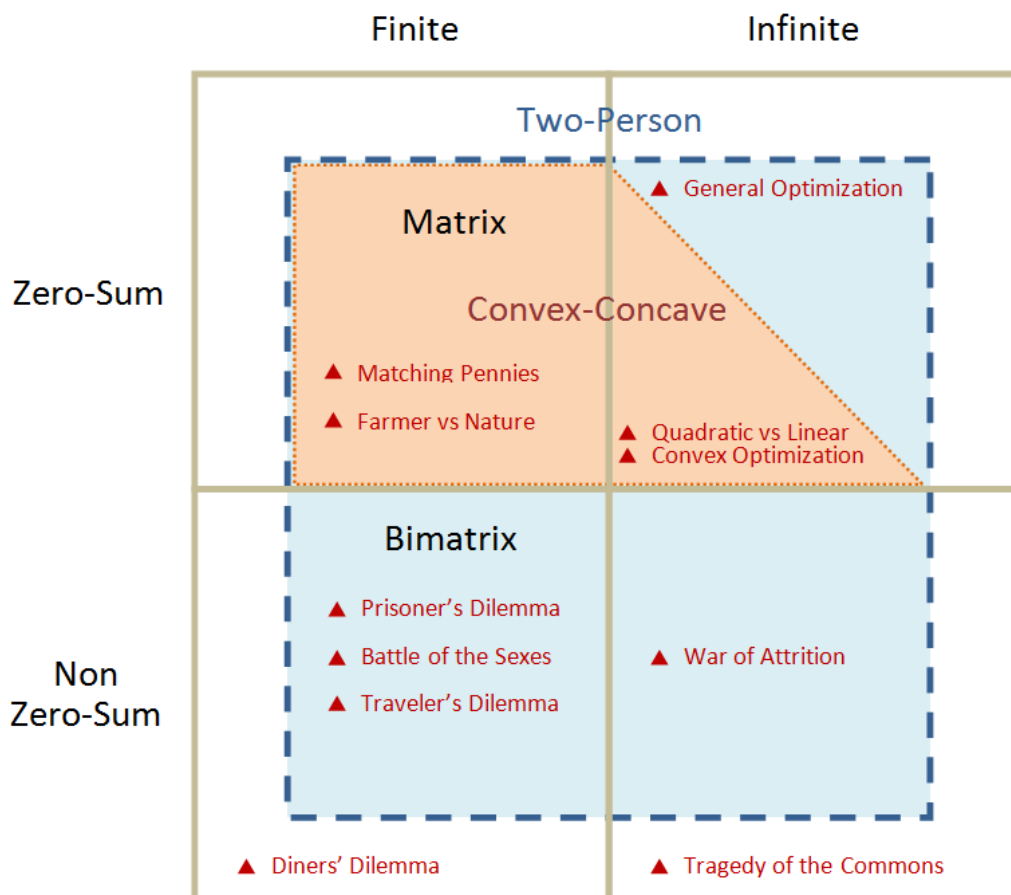 Finite
Infinite
Two-Person
General Optimization
Matrix
Zero-Sum
Convex-Concave
Matching Pennies
Farmer vs Nature
Quadratic vs Linear
Convex Optimization
Bimatrix
Prisoner’s Dilemma
Battle of the Sexes
War of Attrition
Non
Zero-Sum
Traveler’s Dilemma
Diners’ Dilemma
Tragedy of the Commons